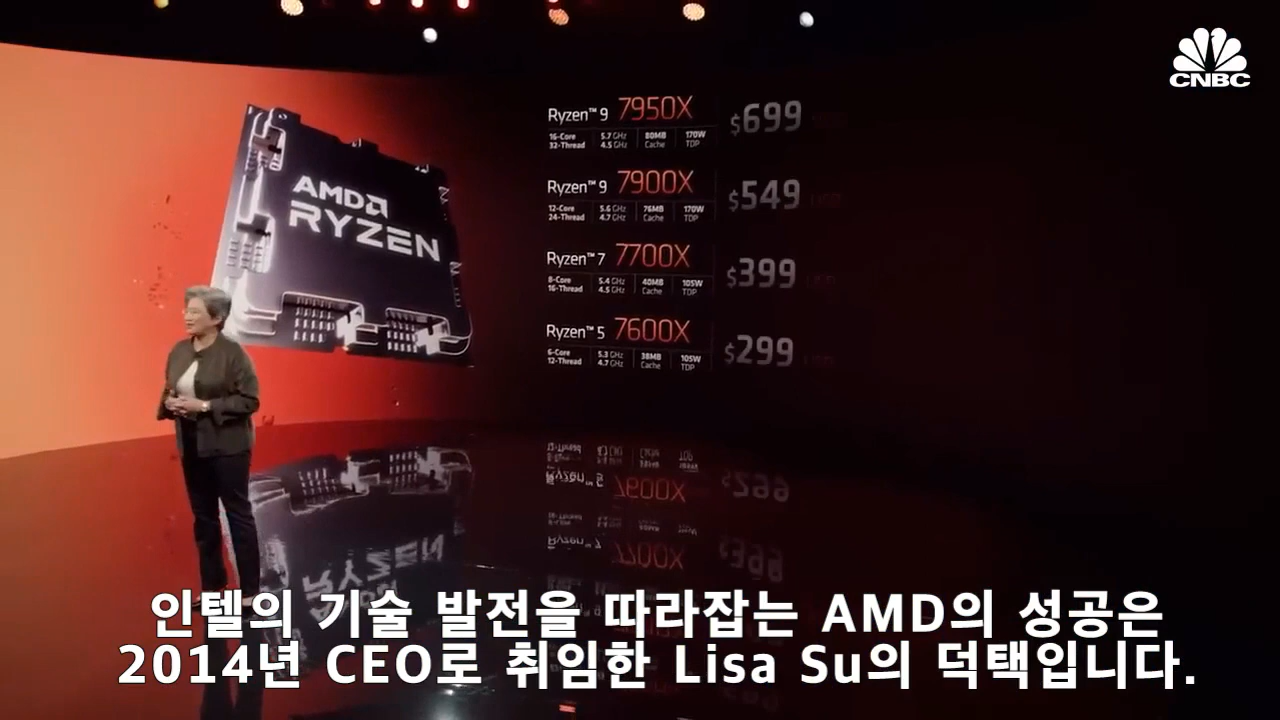 CNBC
AMD
RYZEN
Ryzen™ 9 7950X $699
16-Core 5.7 GHz 80MB 170W
32-Thread 4.5 GHz Cache TDP
Ryzen™ 9 7900X $549
12-Core 5.6 GHz 76MB 170W
24-Thread 4.7 GHz Cache TDP
Ryzen™ 7 7700X $399
8-Core 5.4 GHz 40MB 105W
16-Thread 4.5 GHz Cache TDP
Ryzen™ 5 7600X $299
6-Core 5.3 GHz 38MB 105W
12-Thread 4.7 GHz Cache TDP
인텔의 기술 발전을 따라잡는 AMD의 성공은
2014년 CEO로 취임한 Lisa Su의 덕택입니다.